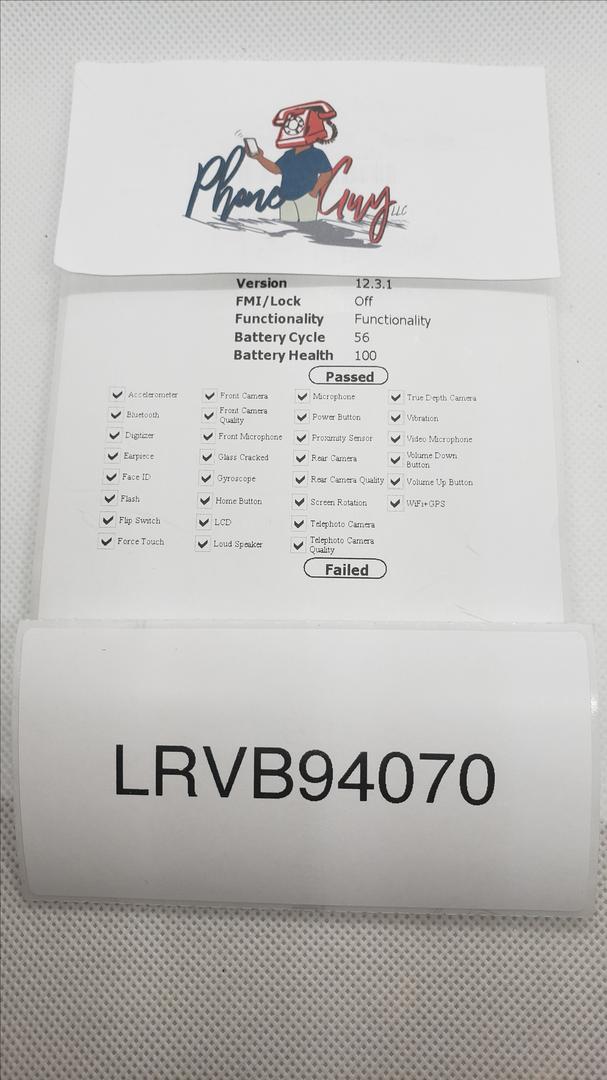 Phone Guy LLC
Version 12.3.1
FMI/Lock Off
Functionality Functionality
Battery Cycle 56
Battery Health 100
Passed
Accelerometer
Bluetooth
Digitizer
Earpiece
Face ID
Flash
Flip Switch
Force Touch
Front Camera
Front Camera
Quality
Front Microphone
Glass Cracked
Gyroscope
Home Button
LCD
Loud Speaker
Microphone
Power Button
Proximity Sensor
Rear Camera
Rear Camera Quality
Screen Rotation
Telephoto Camera
Telephoto Camera
Quality
True Depth Camera
Vibration
Video Microphone
Volume Down
Button
Volume Up Button
WiFi+GPS
Failed
LRVB94070